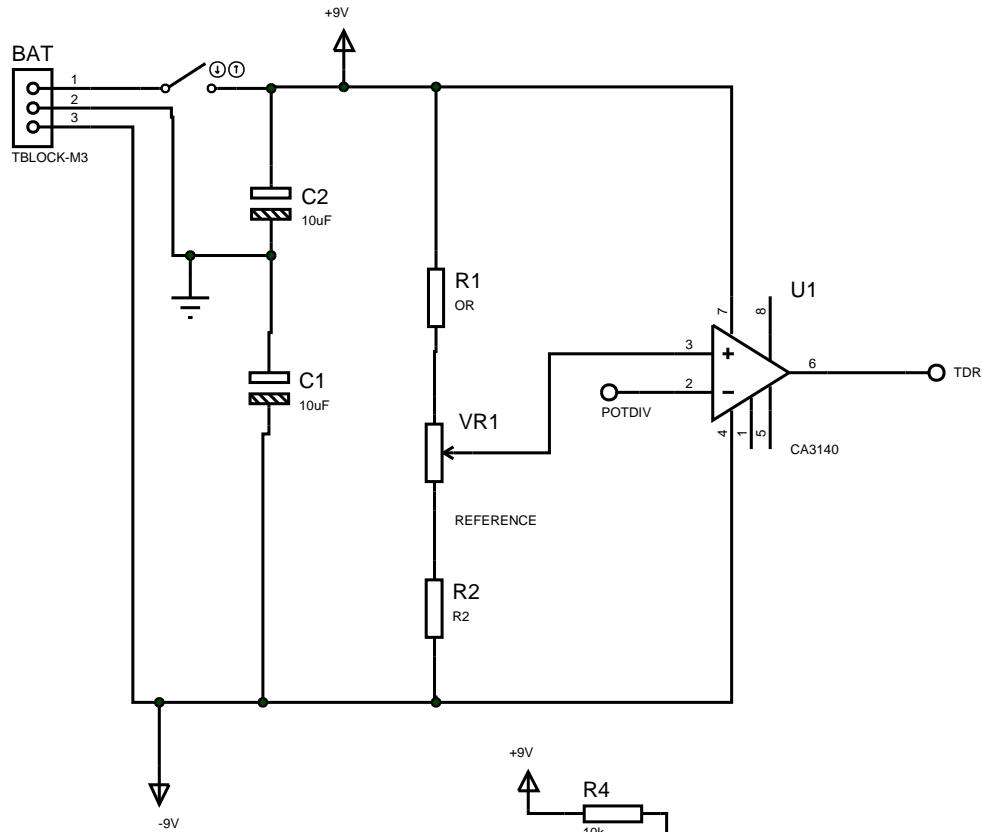 +9V
BAT
1
2
3
TBLOCK-M3
C2
10uF
R1
OR
U1
7
8
3
+
6
TDR
2
−
POTDIV
4
1
5
CA3140
C1
10uF
VR1
REFERENCE
R2
R2
-9V
+9V
R4
10k